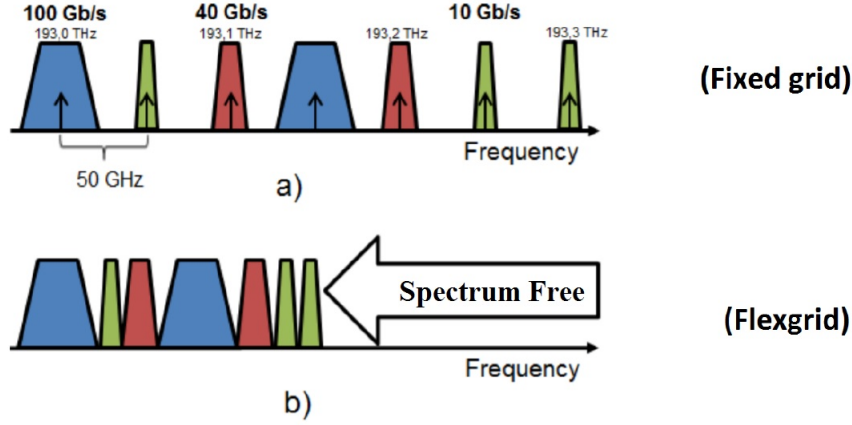 100 Gb/s 40 Gb/s 10 Gb/s
193,0 THz 193,1 THz 193,2 THz 193,3 THz
(Fixed grid)
Frequency
50 GHz
a)
Spectrum Free
(Flexgrid)
Frequency
b)